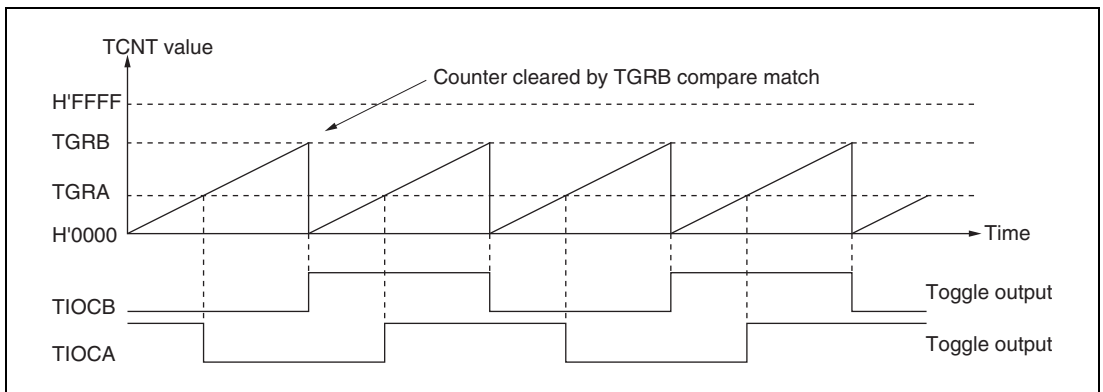 TCNT value
Counter cleared by TGRB compare match
H'FFFF
TGRB
TGRA
H'0000
Time
TIOCB
Toggle output
TIOCA
Toggle output